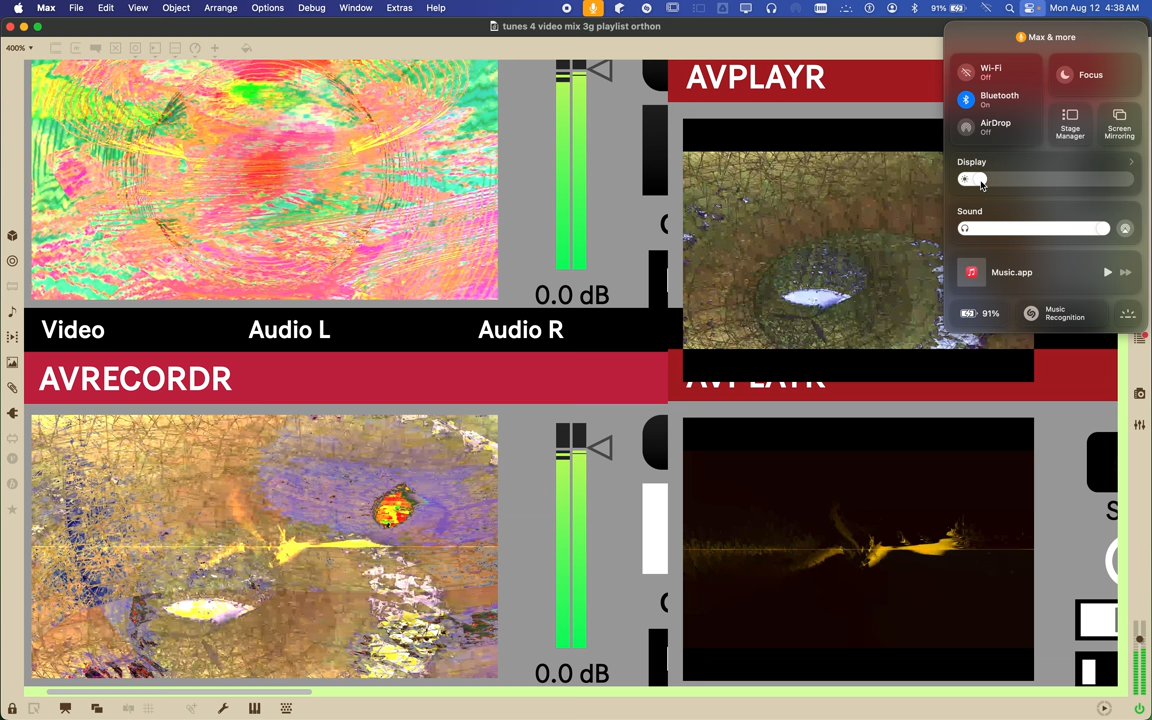 Max File Edit View Object Arrange Options Debug Window Extras Help
91% Mon Aug 12 4:38 AM
tunes 4 video mix 3g playlist orthon
400%
Max & more
Wi-Fi
Off
Focus
Bluetooth
On
AirDrop
Off
Stage
Manager
Screen
Mirroring
Display
Sound
Music.app
91%
Music
Recognition
AVPLAYR
0.0 dB
Video Audio L Audio R
AVRECORDR
AVPLAYR
0.0 dB